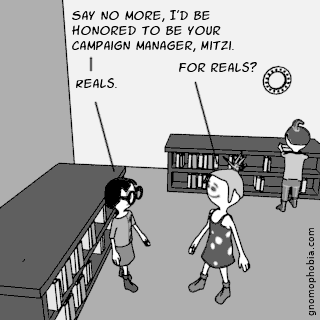 SAY NO MORE, I'D BE
HONORED TO BE YOUR
CAMPAIGN MANAGER, MITZI.
FOR REALS?
REALS.
gnomophobia.com